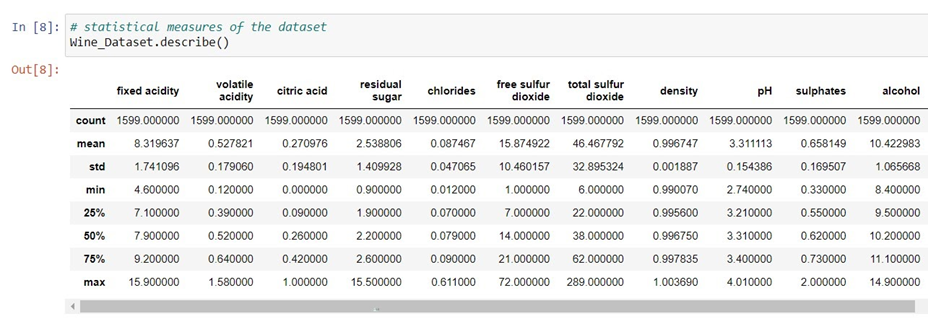 In [8]: # statistical measures of the dataset
Wine_Dataset.describe()
Out[8]:
fixed acidity volatile acidity citric acid residual sugar chlorides free sulfur dioxide total sulfur dioxide density pH sulphates alcohol
count 1599.000000 1599.000000 1599.000000 1599.000000 1599.000000 1599.000000 1599.000000 1599.000000 1599.000000 1599.000000 1599.000000
mean 8.319637 0.527821 0.270976 2.538806 0.087467 15.874922 46.467792 0.996747 3.311113 0.658149 10.422983
std 1.741096 0.179060 0.194801 1.409928 0.047065 10.460157 32.895324 0.001887 0.154386 0.169507 1.065668
min 4.600000 0.120000 0.000000 0.900000 0.012000 1.000000 6.000000 0.990070 2.740000 0.330000 8.400000
25% 7.100000 0.390000 0.090000 1.900000 0.070000 7.000000 22.000000 0.995600 3.210000 0.550000 9.500000
50% 7.900000 0.520000 0.260000 2.200000 0.079000 14.000000 38.000000 0.996750 3.310000 0.620000 10.200000
75% 9.200000 0.640000 0.420000 2.600000 0.090000 21.000000 62.000000 0.997835 3.400000 0.730000 11.100000
max 15.900000 1.580000 1.000000 15.500000 0.611000 72.000000 289.000000 1.003690 4.010000 2.000000 14.900000